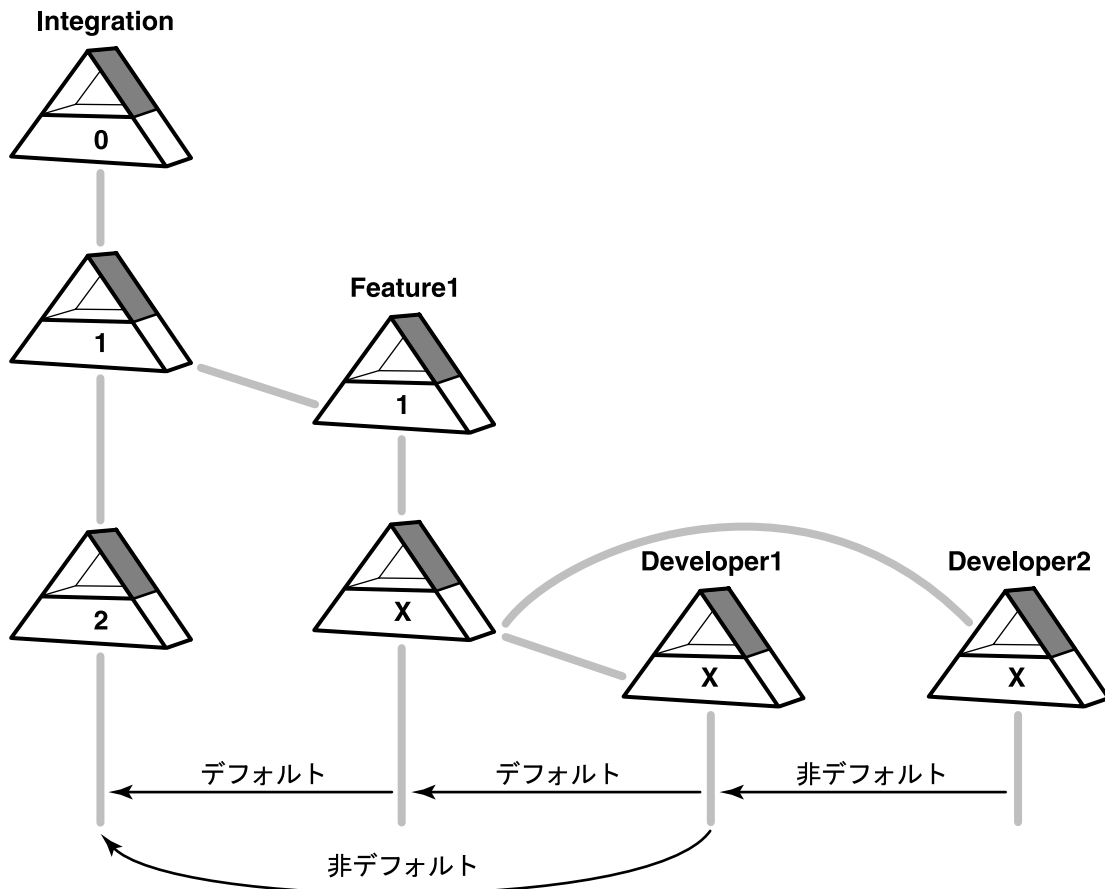 Integration
0
1
Feature1
1
2
X
Developer1
X
Developer2
X
デフォルト
デフォルト
非デフォルト
非デフォルト